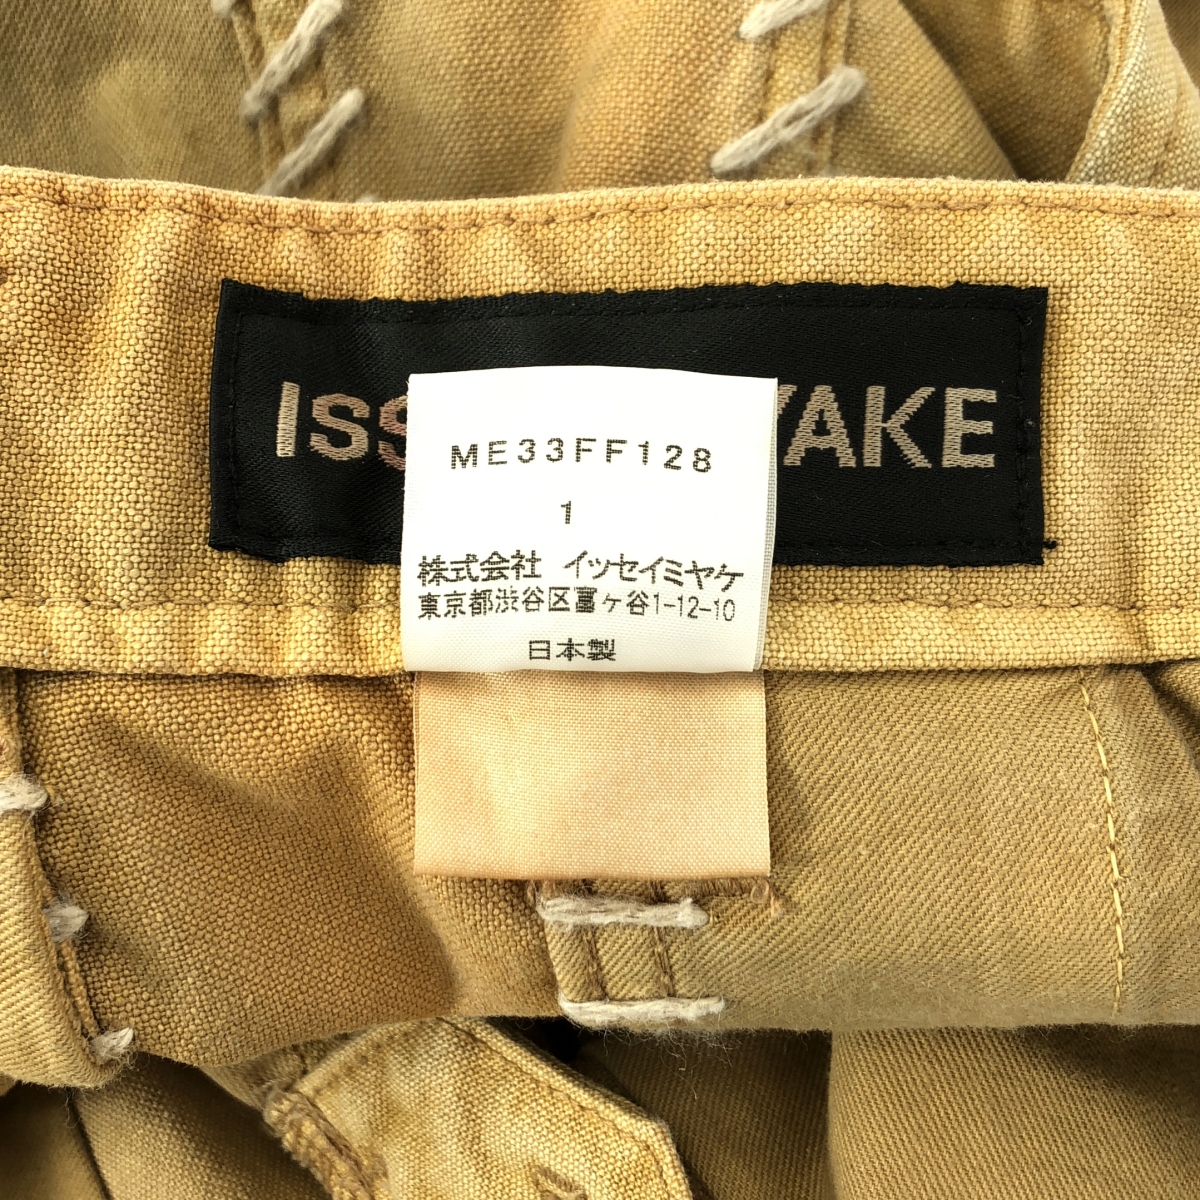 ISS YAKE
ME33FF128
1
株式会社 イッセイミヤケ
東京都渋谷区富ヶ谷1-12-10
日本製